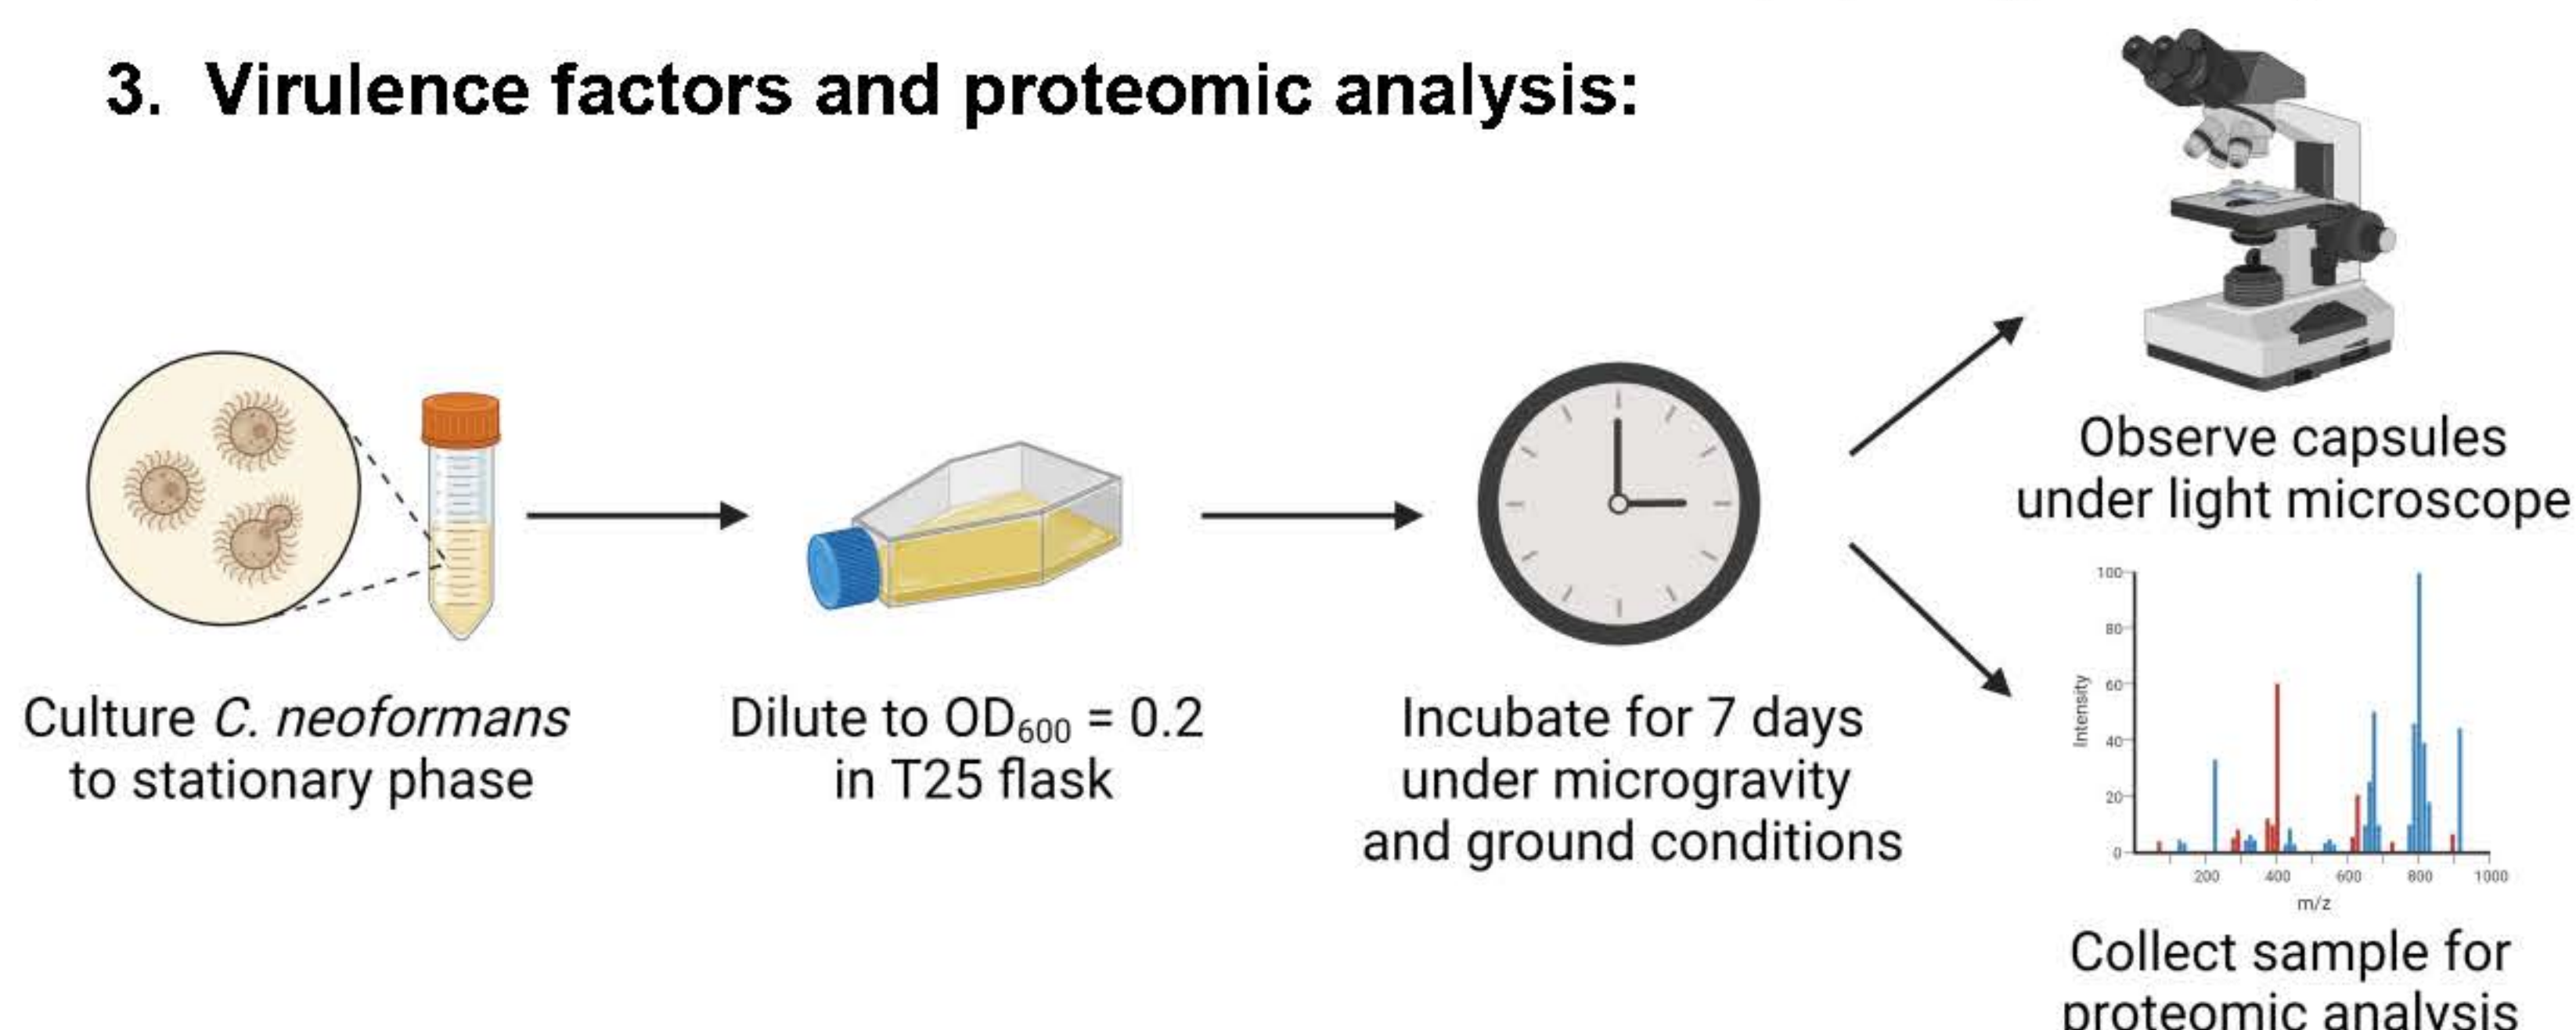 3. Virulence factors and proteomic analysis:
Culture C. neoformans
to stationary phase
Dilute to OD₆₀₀ = 0.2
in T25 flask
Incubate for 7 days
under microgravity
and ground conditions
Observe capsules
under light microscope
100
80
60
40
20
0
Intensity
200 400 600 800 1000
m/z
Collect sample for
proteomic analysis